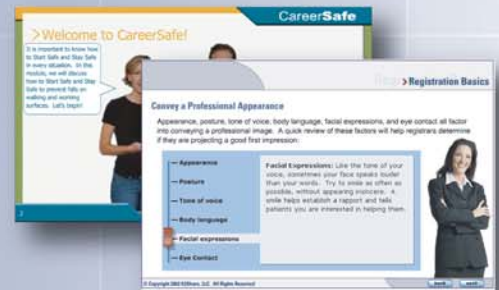 CareerSafe
>Welcome to CareerSafe!
It is important to know how
to Start Safe and Stay Safe
in every situation. In this
module, we will discuss
how to Start Safe and Stay
Safe to prevent falls on
walking and working
surfaces. Let's begin!
> Registration Basics
Convey a Professional Appearance
Appearance, posture, tone of voice, body language, facial expressions, and eye contact all factor
into conveying a professional image. A quick review of these factors will help registrars determine
if they are projecting a good first impression:
Appearance
Posture
Tone of voice
Body language
Facial expressions
Eye Contact
Facial Expressions: Like the tone of your
voice, sometimes your face speaks louder
than your words. Try to smile as often as
possible, without appearing insincere. A
smile helps establish a rapport and tells
patients you are interested in helping them.
back
next